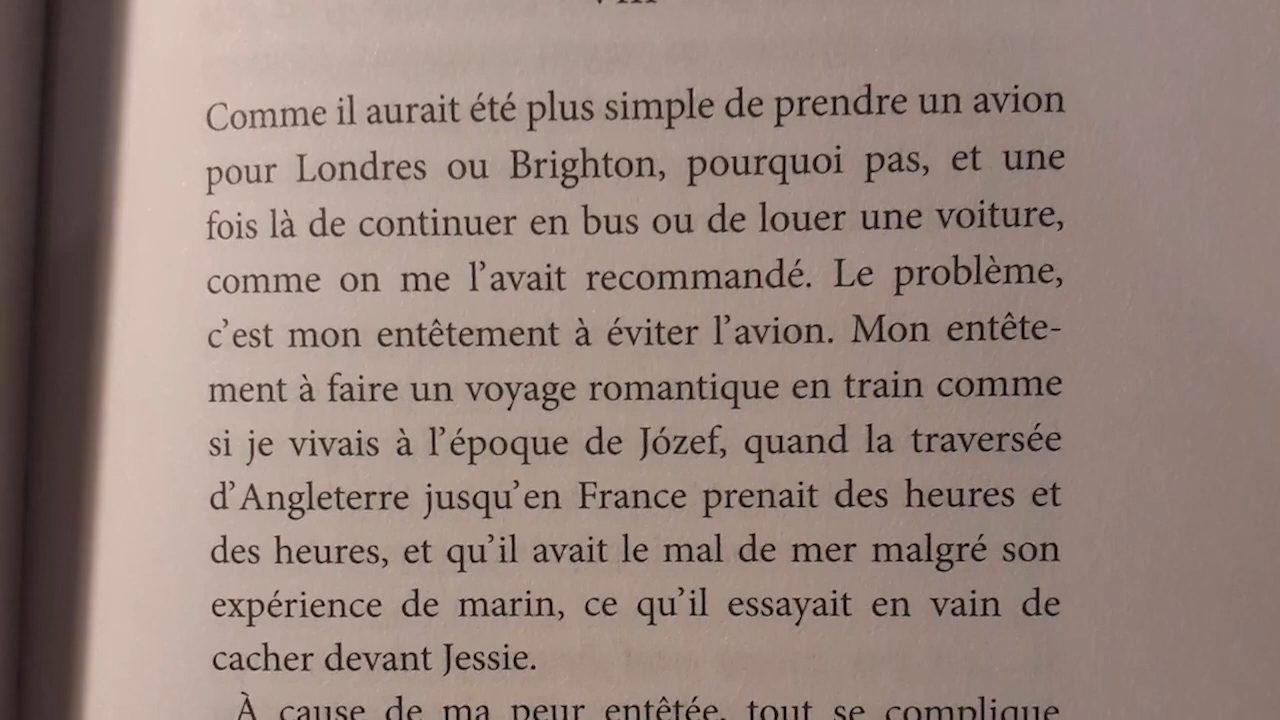 Comme il aurait été plus simple de prendre un avion
pour Londres ou Brighton, pourquoi pas, et une
fois là de continuer en bus ou de louer une voiture,
comme on me l’avait recommandé. Le problème,
c’est mon entêtement à éviter l’avion. Mon entête-
ment à faire un voyage romantique en train comme
si je vivais à l’époque de Józef, quand la traversée
d’Angleterre jusqu’en France prenait des heures et
des heures, et qu’il avait le mal de mer malgré son
expérience de marin, ce qu’il essayait en vain de
cacher devant Jessie.
À cause de ma peur entêtée, tout se complique